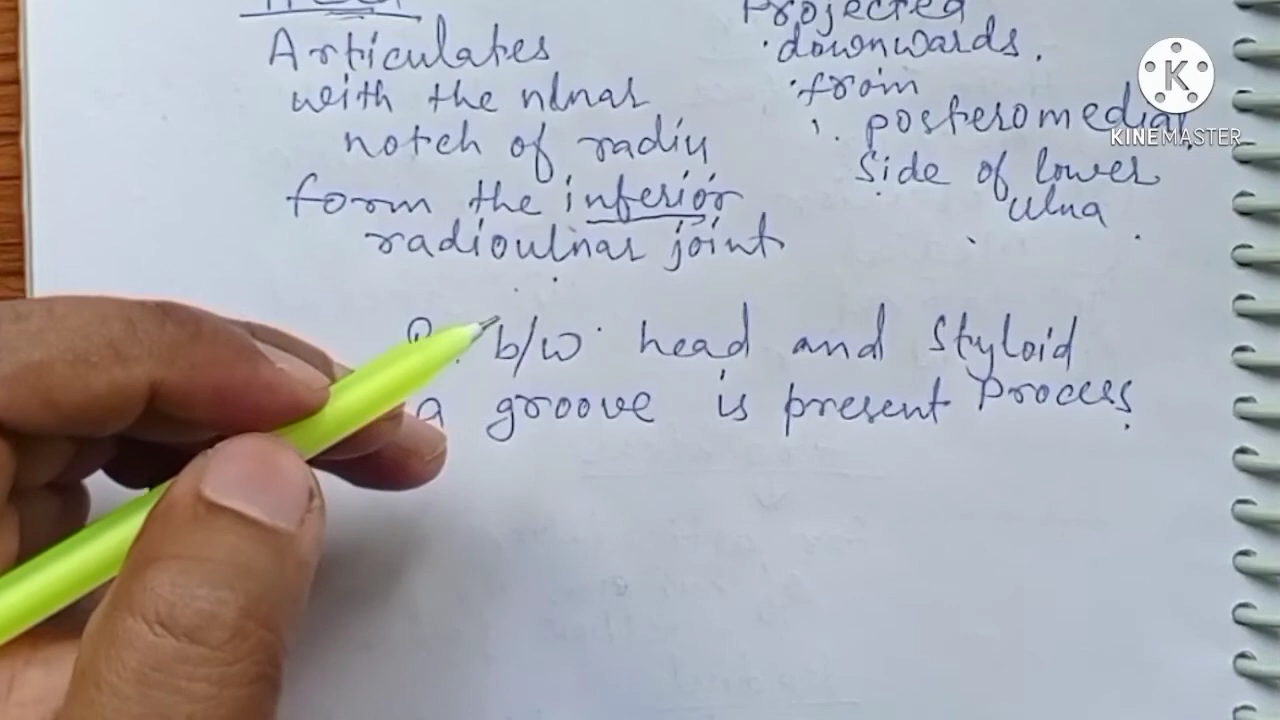 Articulates
with the ulnar
notch of radiu
form the inferior
radioulnar joint
Projected
downwards.
from
posteromedial
side of lower
ulna
b/w head and Styloid
a groove is present Process
KINEMASTER